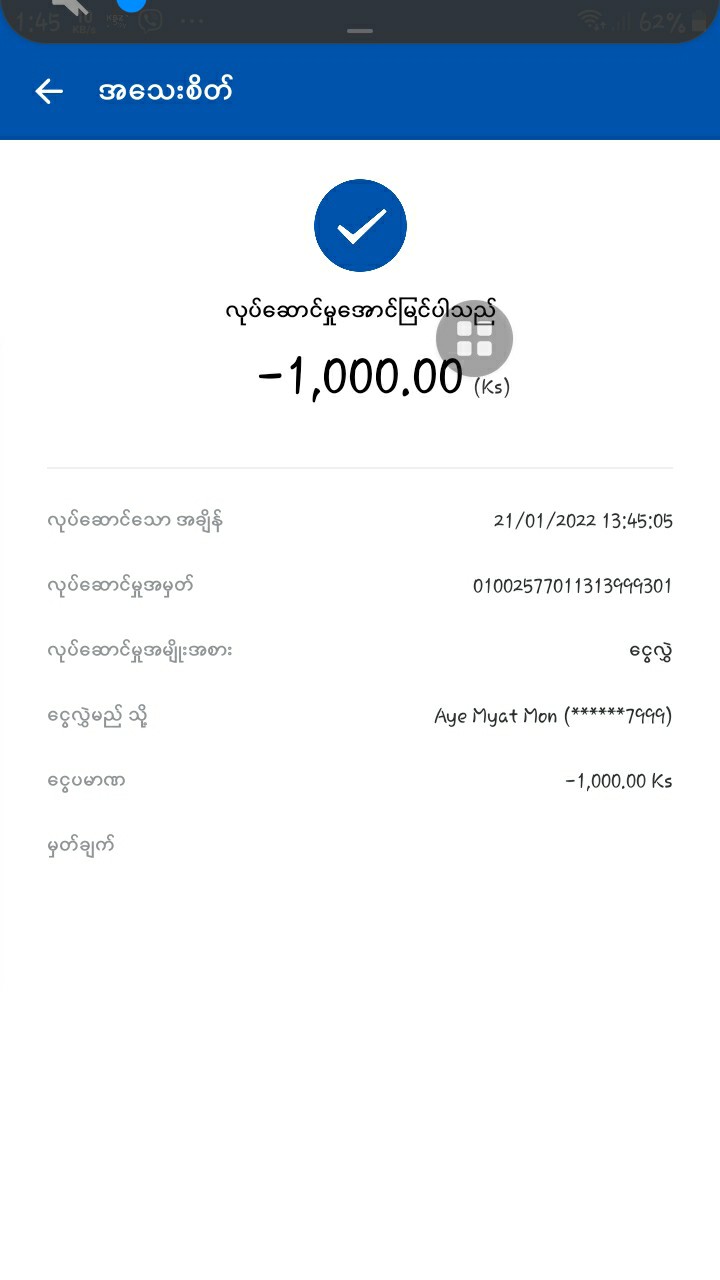 1:45
62%
အသေးစိတ်
လုပ်ဆောင်မှုအောင်မြင်ပါသည်
-1,000.00 (Ks)
လုပ်ဆောင်သော အချိန် 21/01/2022 13:45:05
လုပ်ဆောင်မှုအမှတ် 01002577011313999301
လုပ်ဆောင်မှုအမျိုးအစား ငွေလွှဲ
ငွေလွှဲမည် သို့ Aye Myat Mon (******7999)
ငွေပမာဏ -1,000.00 Ks
မှတ်ချက်